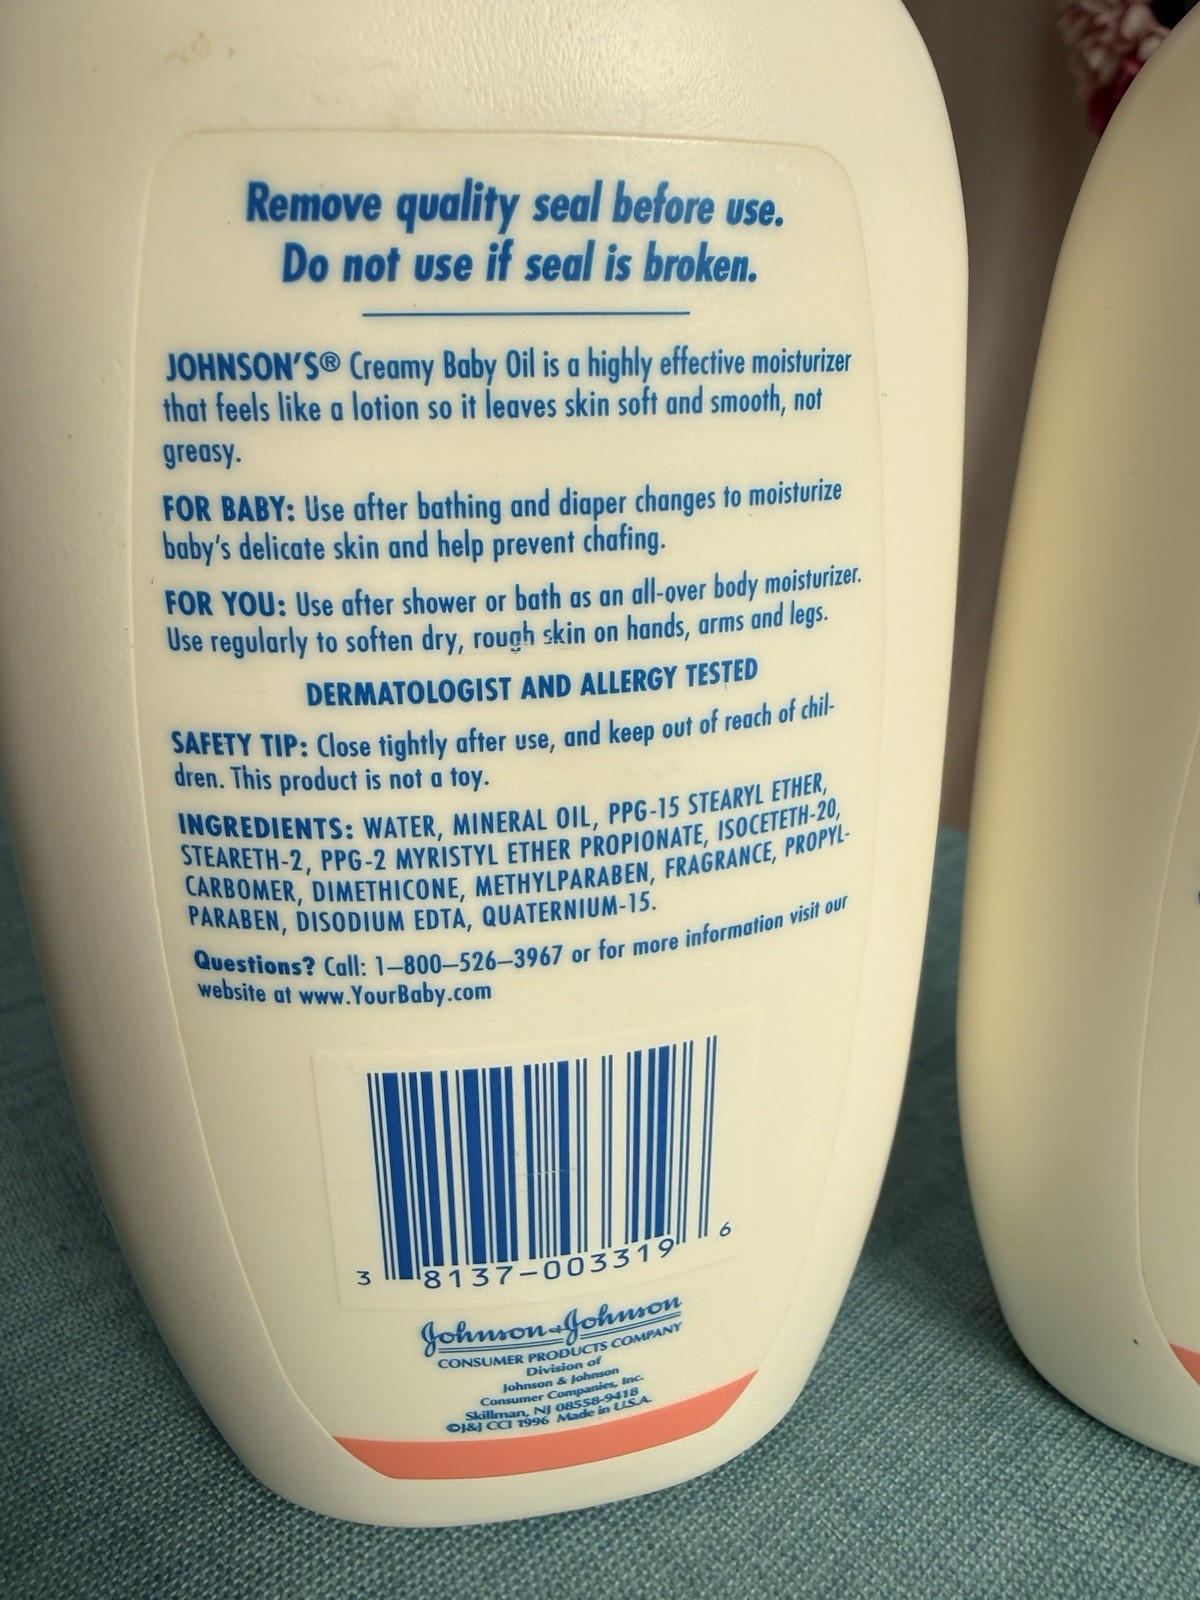 Remove quality seal before use.
Do not use if seal is broken.
JOHNSON'S® Creamy Baby Oil is a highly effective moisturizer
that feels like a lotion so it leaves skin soft and smooth, not
greasy.
FOR BABY: Use after bathing and diaper changes to moisturize
baby's delicate skin and help prevent chafing.
FOR YOU: Use after shower or bath as an all-over body moisturizer.
Use regularly to soften dry, rough skin on hands, arms and legs.
DERMATOLOGIST AND ALLERGY TESTED
SAFETY TIP: Close tightly after use, and keep out of reach of chil-
dren. This product is not a toy.
INGREDIENTS: WATER, MINERAL OIL, PPG-15 STEARYL ETHER,
STEARETH-2, PPG-2 MYRISTYL ETHER PROPIONATE, ISOCETETH-20,
CARBOMER, DIMETHICONE, METHYLPARABEN, FRAGRANCE, PROPYL-
PARABEN, DISODIUM EDTA, QUATERNIUM-15.
Questions? Call: 1–800–526–3967 or for more information visit our
website at www.YourBaby.com
3 8137-003319 6
Johnson & Johnson
CONSUMER PRODUCTS COMPANY
Division of
Johnson & Johnson
Consumer Companies, Inc.
Skillman, NJ 08558-9418
©J&J CCI 1996 Made in U.S.A.